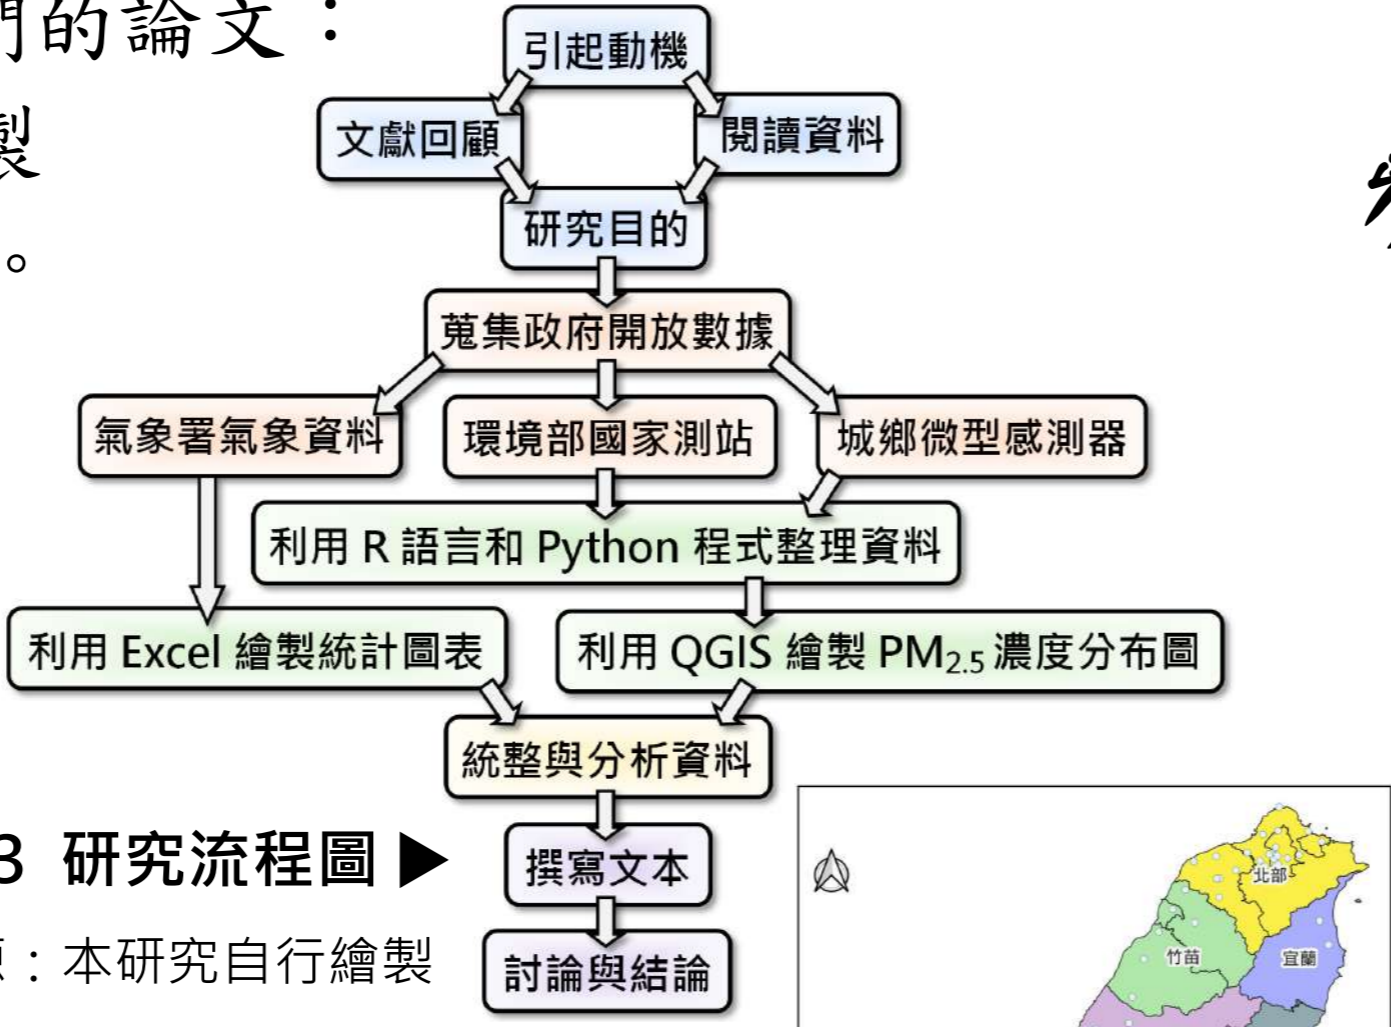 們的論文：
製
。
引起動機
文獻回顧
閱讀資料
研究目的
蒐集政府開放數據
氣象署氣象資料
環境部國家測站
城鄉微型感測器
利用 R 語言和 Python 程式整理資料
利用 Excel 繪製統計圖表
利用 QGIS 繪製 PM2.5 濃度分布圖
統整與分析資料
3 研究流程圖 ▶
撰寫文本
源：本研究自行繪製
討論與結論
北部
竹苗
宜蘭